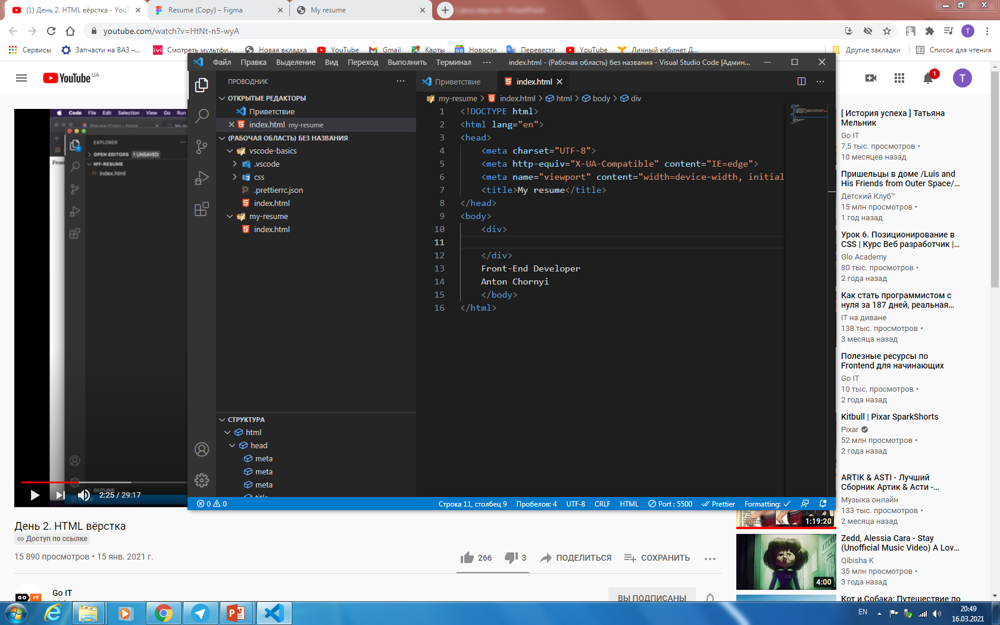 (1) День 2. HTML вёрстка - YouT
Resume (Copy) – Figma
My resume
youtube.com/watch?v=HtNt-n5-wyA
T
Сервисы
Запчасти на ВАЗ –...
Смотреть мультфи...
Новая вкладка
YouTube
Gmail
Карты
Новости
Перевести
YouTube
Личный кабинет Д...
Другие закладки
Список для чтения
YouTube UA
1
T
Файл Правка Выделение Вид Переход Выполнить Терминал ···
index.html - (Рабочая область) без названия - Visual Studio Code [Админ...
ПРОВОДНИК
ОТКРЫТЫЕ РЕДАКТОРЫ
Приветствие
index.html my-resume
(РАБОЧАЯ ОБЛАСТЬ) БЕЗ НАЗВАНИЯ
vscode-basics
.vscode
css
.prettierrc.json
index.html
my-resume
index.html
СТРУКТУРА
html
head
meta
meta
meta
Приветствие
index.html
my-resume > index.html > html > body > div
1 <!DOCTYPE html>
2 <html lang="en">
3 <head>
4 <meta charset="UTF-8">
5 <meta http-equiv="X-UA-Compatible" content="IE=edge">
6 <meta name="viewport" content="width=device-width, initial
7 <title>My resume</title>
8 </head>
9 <body>
10 <div>
11
12 </div>
13 Front-End Developer
14 Anton Chornyi
15 </body>
16 </html>
0 0
Строка 11, столбец 9 Пробелов: 4 UTF-8 CRLF HTML Port : 5500 Prettier Formatting:
Code File Edit Selection View Go Run
EXPLORER
OPEN EDITORS 1 UNSAVED
MY-RESUME
index.html
OUTLINE
2:25 / 29:17
День 2. HTML вёрстка
Доступ по ссылке
15 890 просмотров • 15 янв. 2021 г.
266
3
ПОДЕЛИТЬСЯ
СОХРАНИТЬ
GO IT
Go IT
ВЫ ПОДПИСАНЫ
[ История успеха ] Татьяна
Мельник
Go IT
7,5 тыс. просмотров •
10 месяцев назад
Пришельцы в доме /Luis and
His Friends from Outer Space/...
Детский Клуб™
15 млн просмотров •
1 год назад
Урок 6. Позиционирование в
CSS | Курс Веб разработчик |...
Glo Academy
80 тыс. просмотров •
2 года назад
Как стать программистом с
нуля за 187 дней, реальная...
IT на диване
138 тыс. просмотров •
3 месяца назад
Полезные ресурсы по
Frontend для начинающих
Go IT
10 тыс. просмотров •
2 года назад
Kitbull | Pixar SparkShorts
Pixar
52 млн просмотров •
2 года назад
ARTIK & ASTI - Лучший
Сборник Артик & Асти -...
Музыка онлайн
133 тыс. просмотров •
2 месяца назад
1:19:20
Zedd, Alessia Cara - Stay
(Unofficial Music Video) A Lov...
Qibisha K
35 млн просмотров •
3 года назад
4:00
Кот и Собака: Путешествие по
EN
20:49
16.03.2021